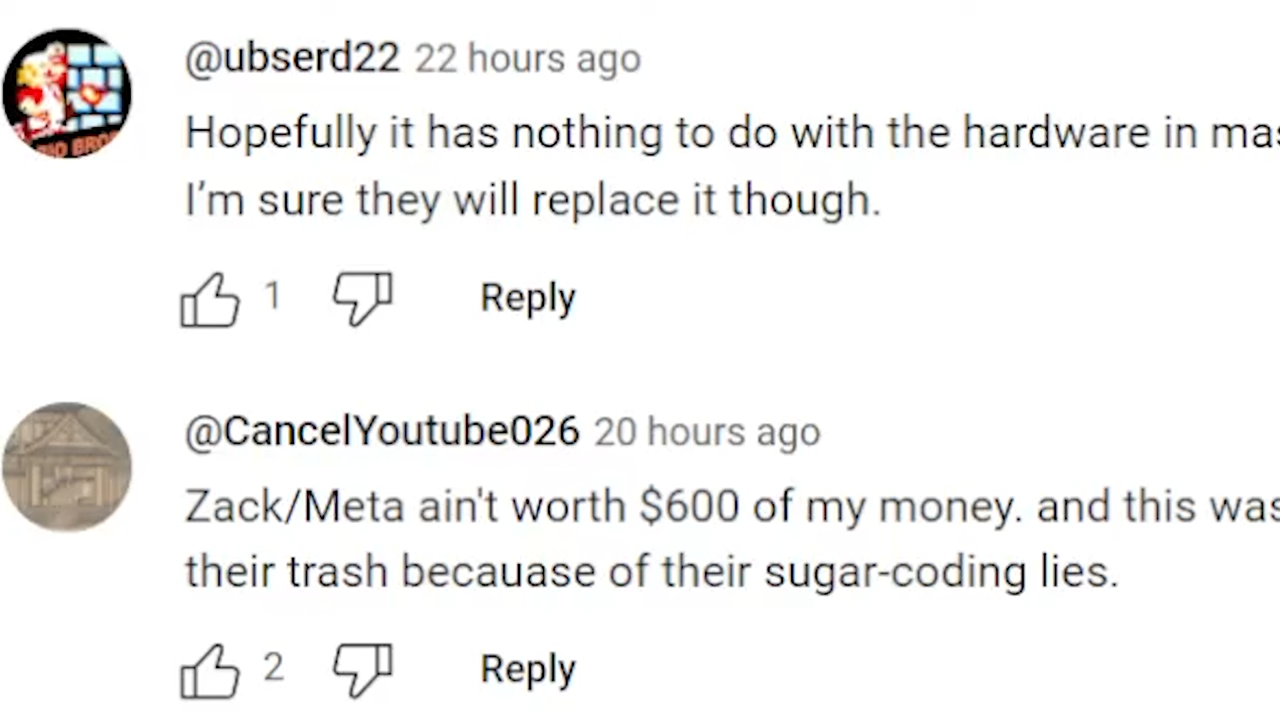 @ubserd22 22 hours ago
Hopefully it has nothing to do with the hardware in
I'm sure they will replace it though.
1 Reply
@CancelYoutube026 20 hours ago
Zack/Meta ain't worth $600 of my money. and this was
their trash becauase of their sugar-coding lies.
2 Reply